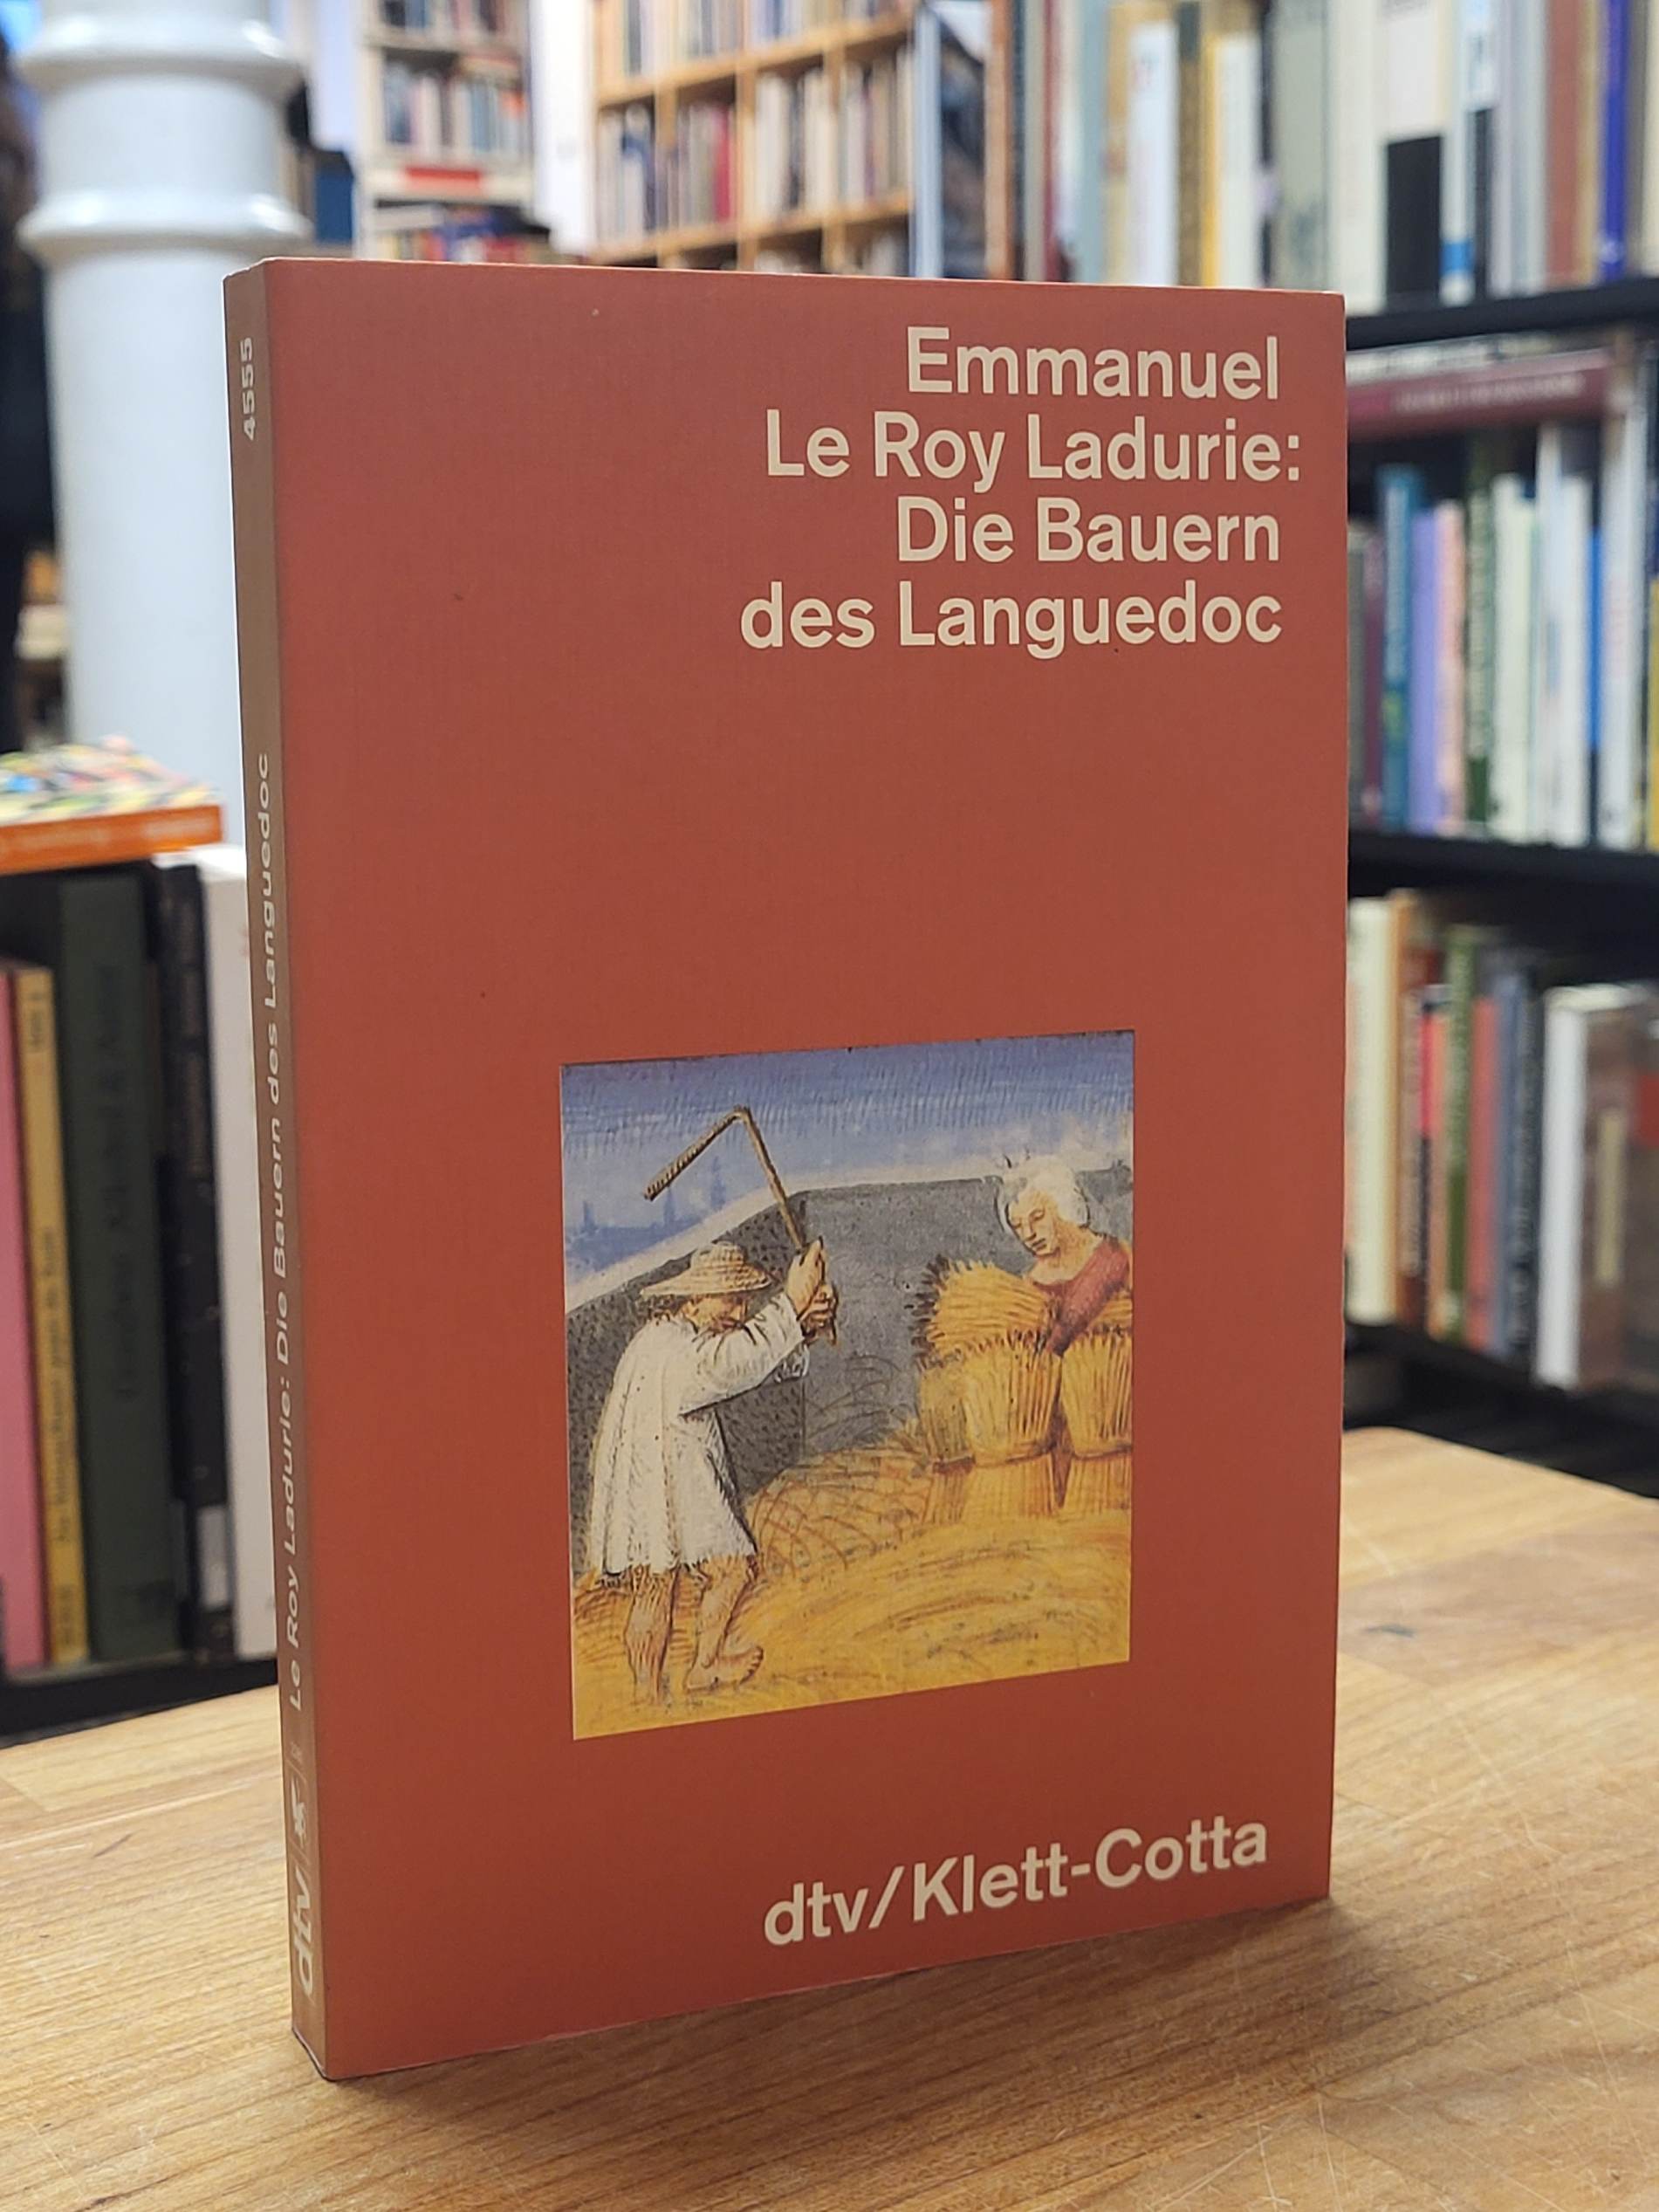 Emmanuel
Le Roy Ladurie:
Die Bauern
des Languedoc
dtv/Klett-Cotta
4555
Le Roy Ladurie: Die Bauern des Languedoc
dtv